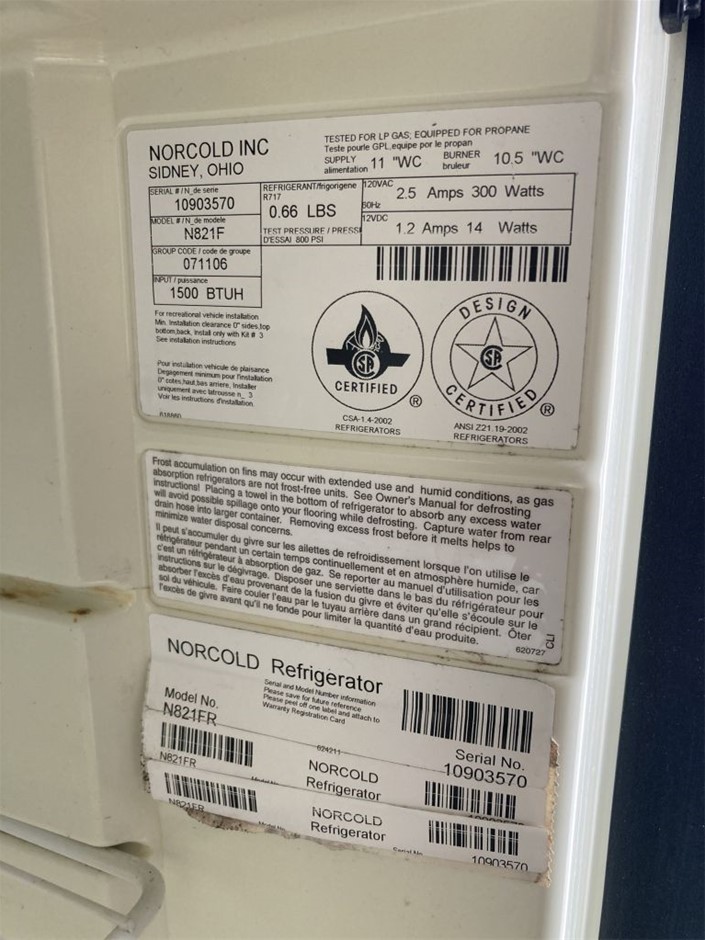 NORCOLD INC
SIDNEY, OHIO
TESTED FOR LP GAS; EQUIPPED FOR PROPANE
Teste pourle GPL,equipe por le propan
SUPPLY 11 "WC BURNER 10.5 "WC
alimentation bruleur
SERIAL # / N_de serie
10903570
MODEL # / N_de modele
N821F
GROUP CODE / code de groupe
071106
INPUT / puissance
1500 BTUH
REFRIGERANT/frigorigene
R717
0.66 LBS
TEST PRESSURE / PRESSI
D'ESSAI 800 PSI
120VAC 2.5 Amps 300 Watts
60Hz
12VDC 1.2 Amps 14 Watts
For recreational vehicle installation
Min. Installation clearance 0" sides,top
bottom,back, Install only with Kit # 3
See installation instructions
Pour instulation vehicule de plaisance
Degagement minimum pour l'installation
0" cotes,haut,bas arriere, Installer
uniquement avec latrousse n_ 3
Voir les instructions d'installation.
618860
SA
CERTIFIED
®
CSA-1.4-2002
REFRIGERATORS
DESIGN
SA
CERTIFIED
®
ANSI Z21.19-2002
REFRIGERATORS
Frost accumulation on fins may occur with extended use and humid conditions, as gas
absorption refrigerators are not frost-free units. See Owner's Manual for defrosting
instructions! Placing a towel in the bottom of refrigerator to absorb any excess water
will avoid possible spillage onto your flooring while defrosting. Capture water from rear
drain hose into larger container. Removing excess frost before it melts helps to
minimize water disposal concerns.
Il peut s'accumuler du givre sur les ailettes de refroidissement lorsque l'on utilise le
réfrigérateur pendant un certain temps continuellement et en atmosphère humide, car
c'est un réfrigérateur à absorption de gaz. Se reporter au manuel d'utilisation pour les
instructions sur le dégivrage. Disposer une serviette dans le bas du réfrigérateur pour
absorber l'excès d'eau provenant de la fusion du givre et éviter qu'elle s'écoule sur le
sol du véhicule. Faire couler l'eau par le tuyau arrière dans un grand récipient. Ôter
l'excès de givre avant qu'il ne fonde pour limiter la quantité d'eau produite.
620727
NORCOLD Refrigerator
Serial and Model Number information
Please save for future reference
Please peel off one label and attach to
Warranty Registration Card
Model No.
N821FR
624211
Serial No.
10903570
N821FR
NORCOLD
Refrigerator
N821FR
NORCOLD
Refrigerator
Serial No.
10903570